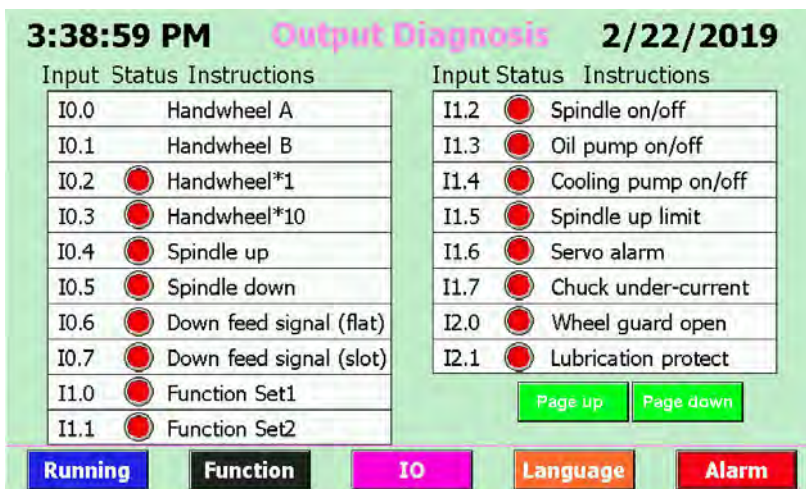 3:38:59 PM Output Diagnosis 2/22/2019
Input Status Instructions
I0.0 Handwheel A
I0.1 Handwheel B
I0.2 Handwheel*1
I0.3 Handwheel*10
I0.4 Spindle up
I0.5 Spindle down
I0.6 Down feed signal (flat)
I0.7 Down feed signal (slot)
I1.0 Function Set1
I1.1 Function Set2
Input Status Instructions
I1.2 Spindle on/off
I1.3 Oil pump on/off
I1.4 Cooling pump on/off
I1.5 Spindle up limit
I1.6 Servo alarm
I1.7 Chuck under-current
I2.0 Wheel guard open
I2.1 Lubrication protect
Page up Page down
Running Function IO Language Alarm